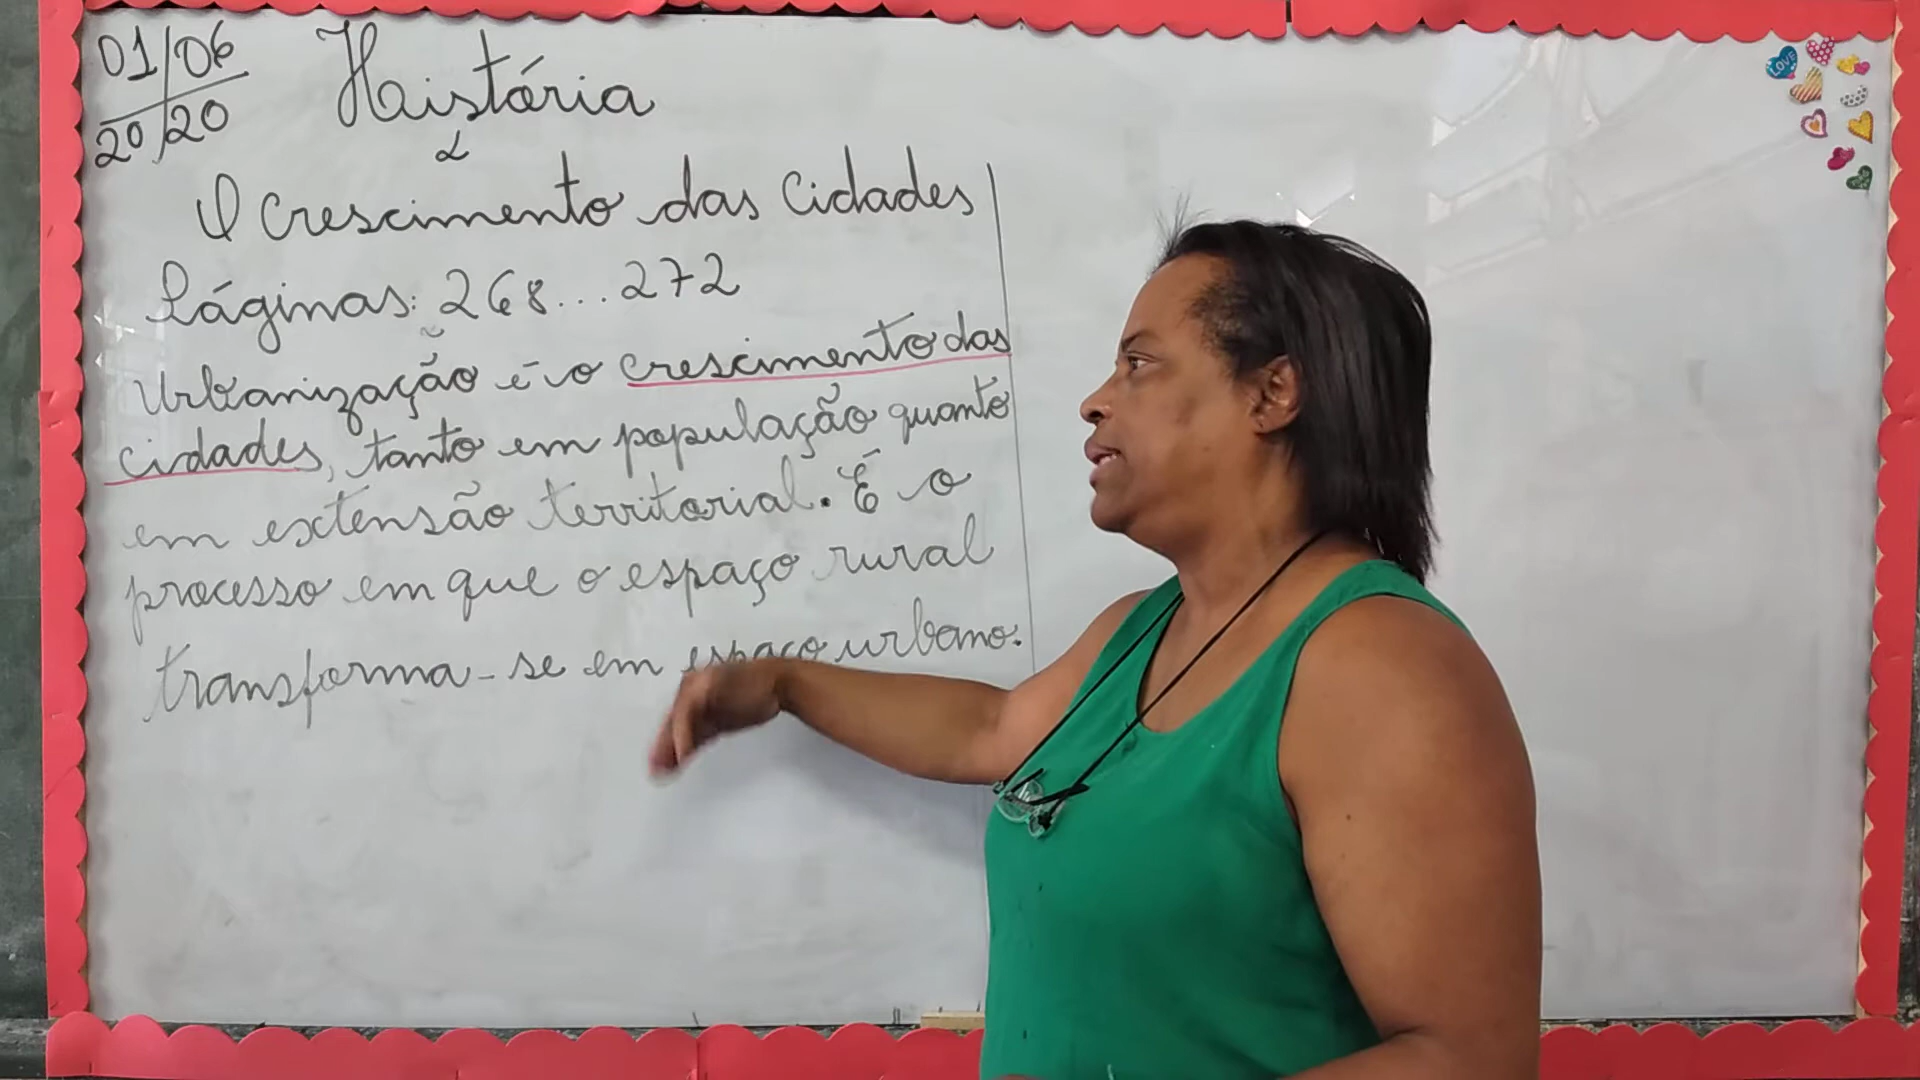 01/06
20/20
História
O Crescimento das Cidades
Páginas: 268...272
Urbanização é o crescimento das
cidades, tanto em população quanto
em extensão territorial. É o
processo em que o espaço rural
transforma-se em espaço urbano.
LOVE